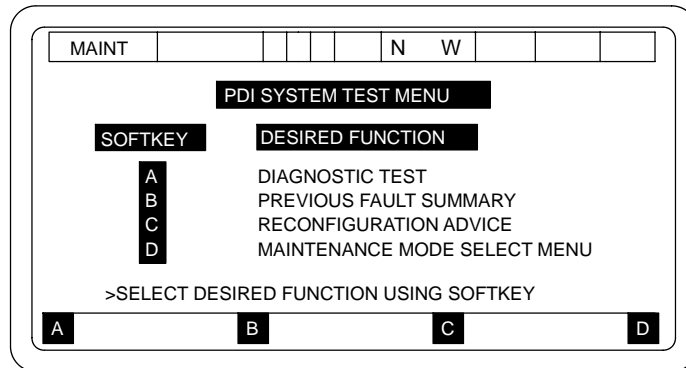 MAINT N W
PDI SYSTEM TEST MENU
SOFTKEY DESIRED FUNCTION
A DIAGNOSTIC TEST
B PREVIOUS FAULT SUMMARY
C RECONFIGURATION ADVICE
D MAINTENANCE MODE SELECT MENU
>SELECT DESIRED FUNCTION USING SOFTKEY
A B C D